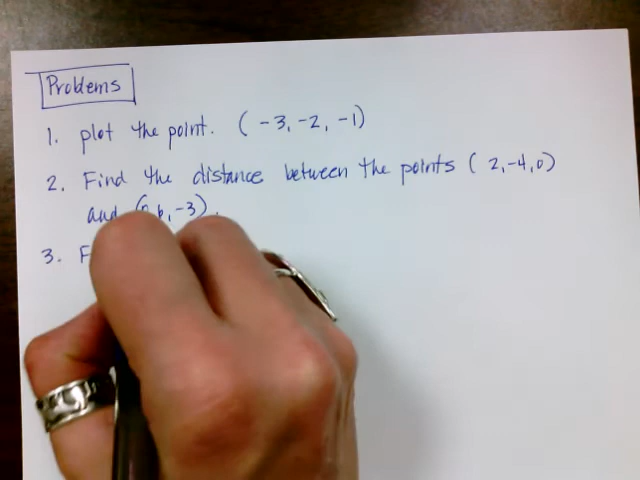 Problems
1. plot the point. (-3, -2, -1)
2. Find the distance between the points (2, -4, 0)
and 6, -3).
3. F